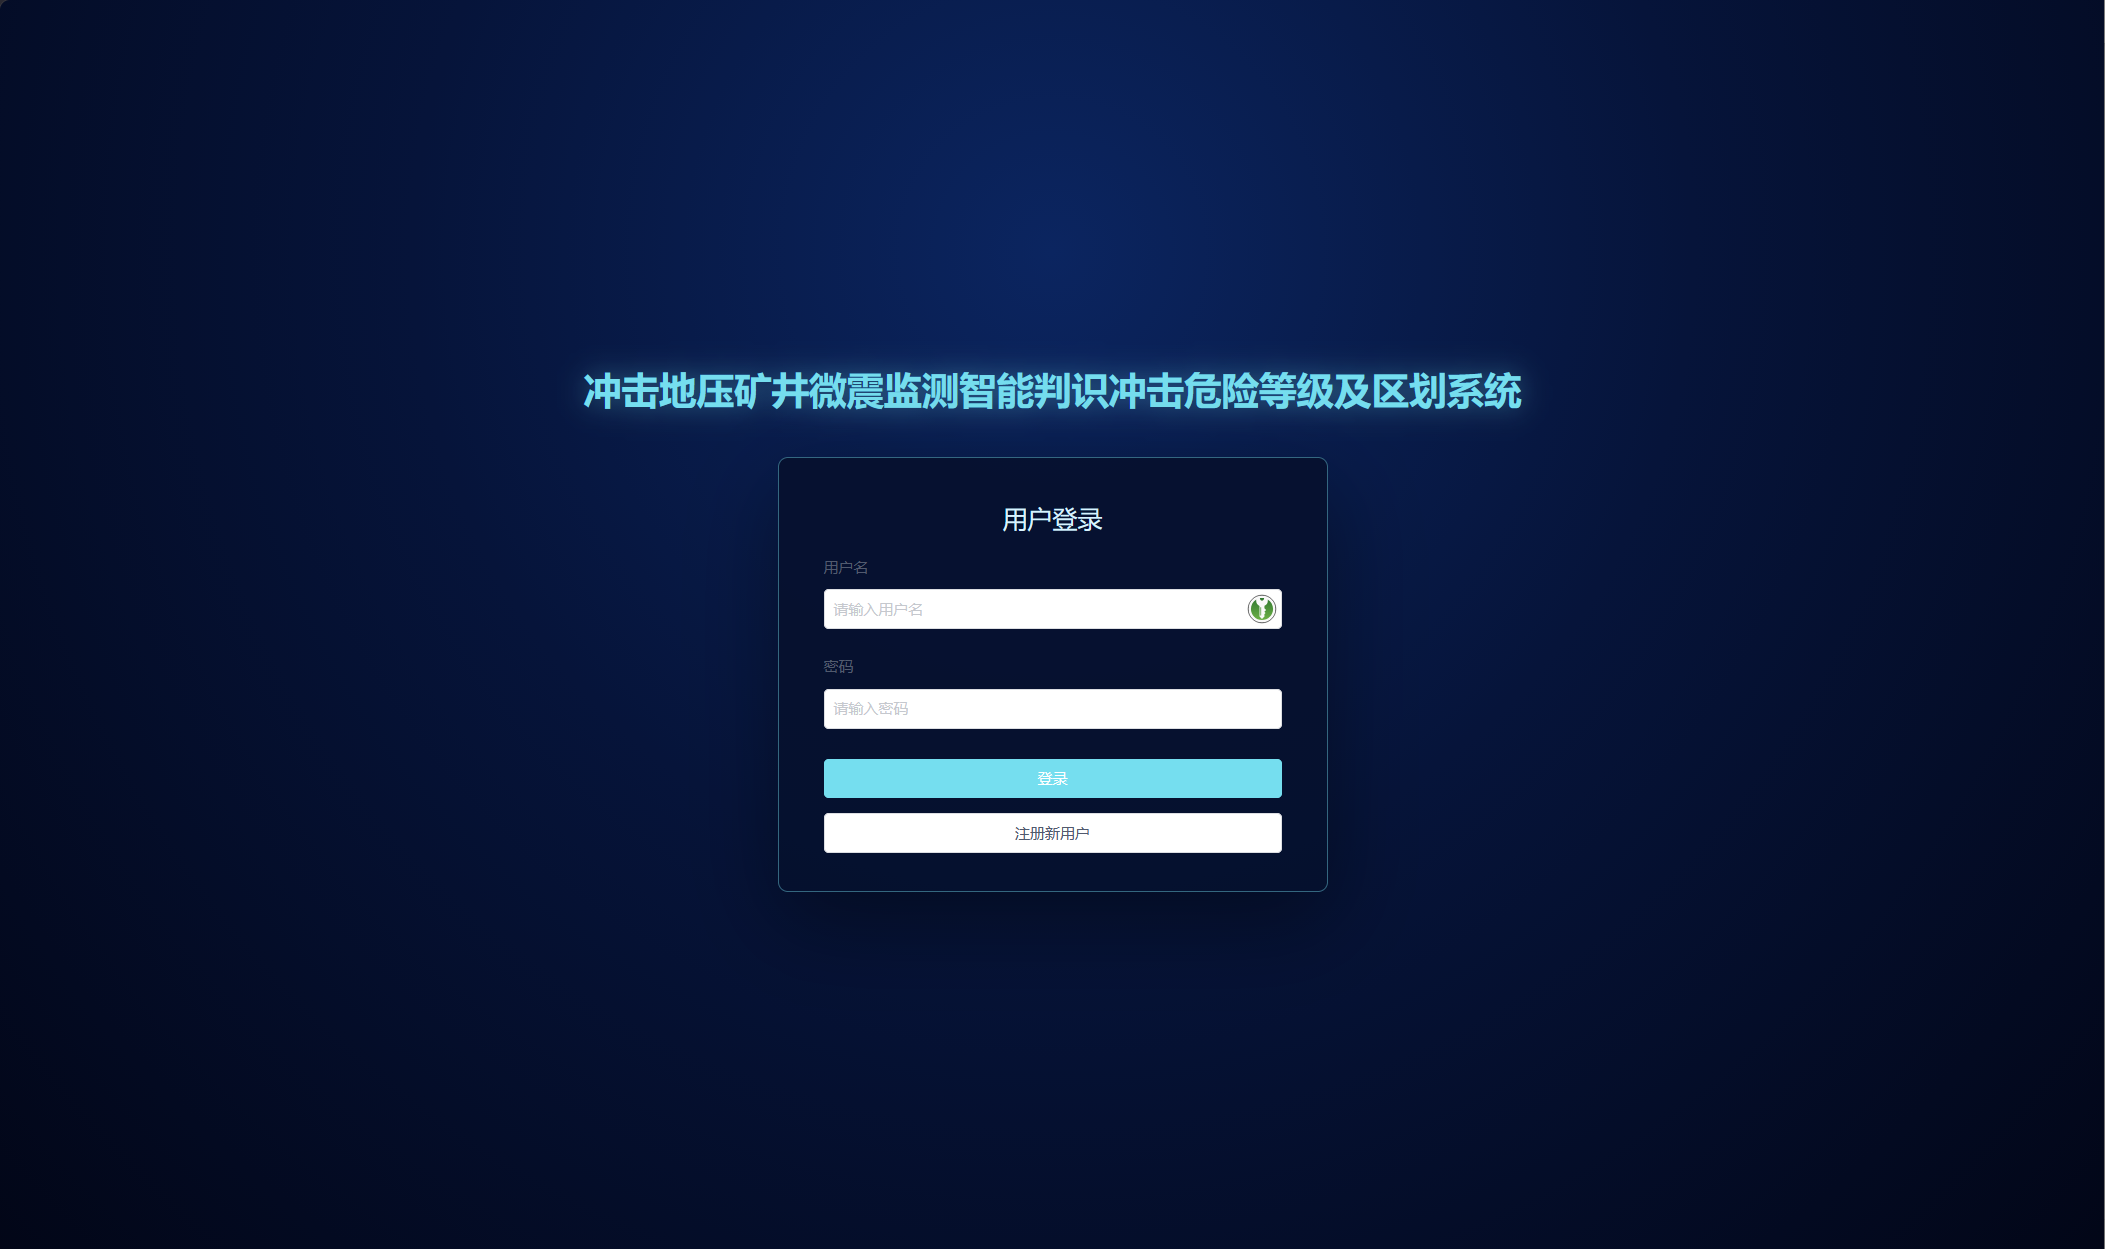 冲击地压矿井微震监测智能判识冲击危险等级及区划系统
用户登录
用户名
请输入用户名
密码
请输入密码
登录
注册新用户